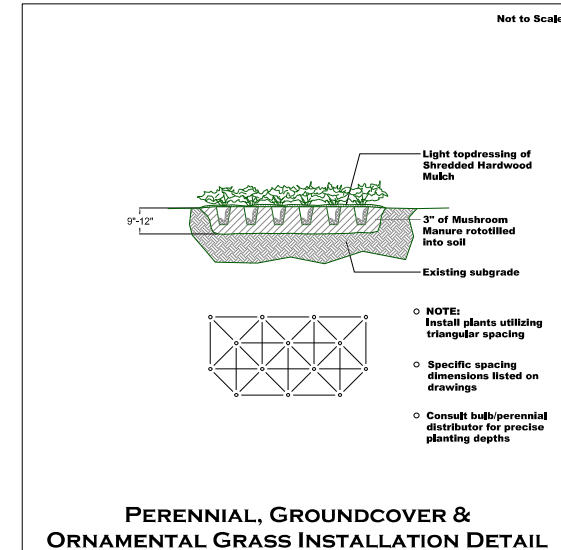 Not to Scale
Light topdressing of
Shredded Hardwood
Mulch
9"-12"
3" of Mushroom
Manure rototilled
into soil
Existing subgrade
NOTE:
Install plants utilizing
triangular spacing
Specific spacing
dimensions listed on
drawings
Consult bulb/perennial
distributor for precise
planting depths
PERENNIAL, GROUNDCOVER &
ORNAMENTAL GRASS INSTALLATION DETAIL